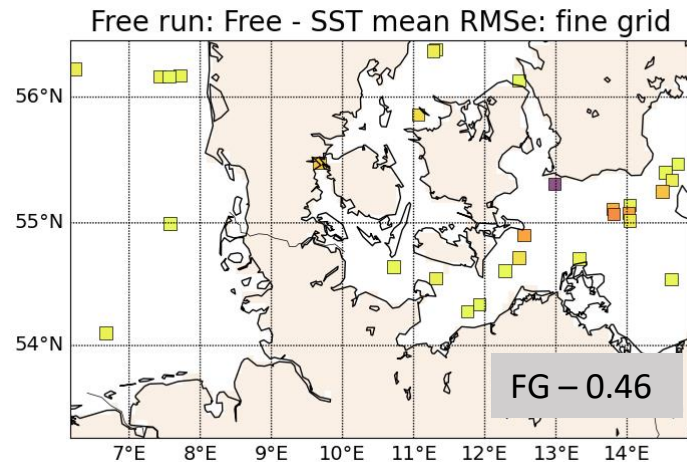 Free run: Free - SST mean RMSe: fine grid
56°N
55°N
54°N
FG – 0.46
7°E 8°E 9°E 10°E 11°E 12°E 13°E 14°E